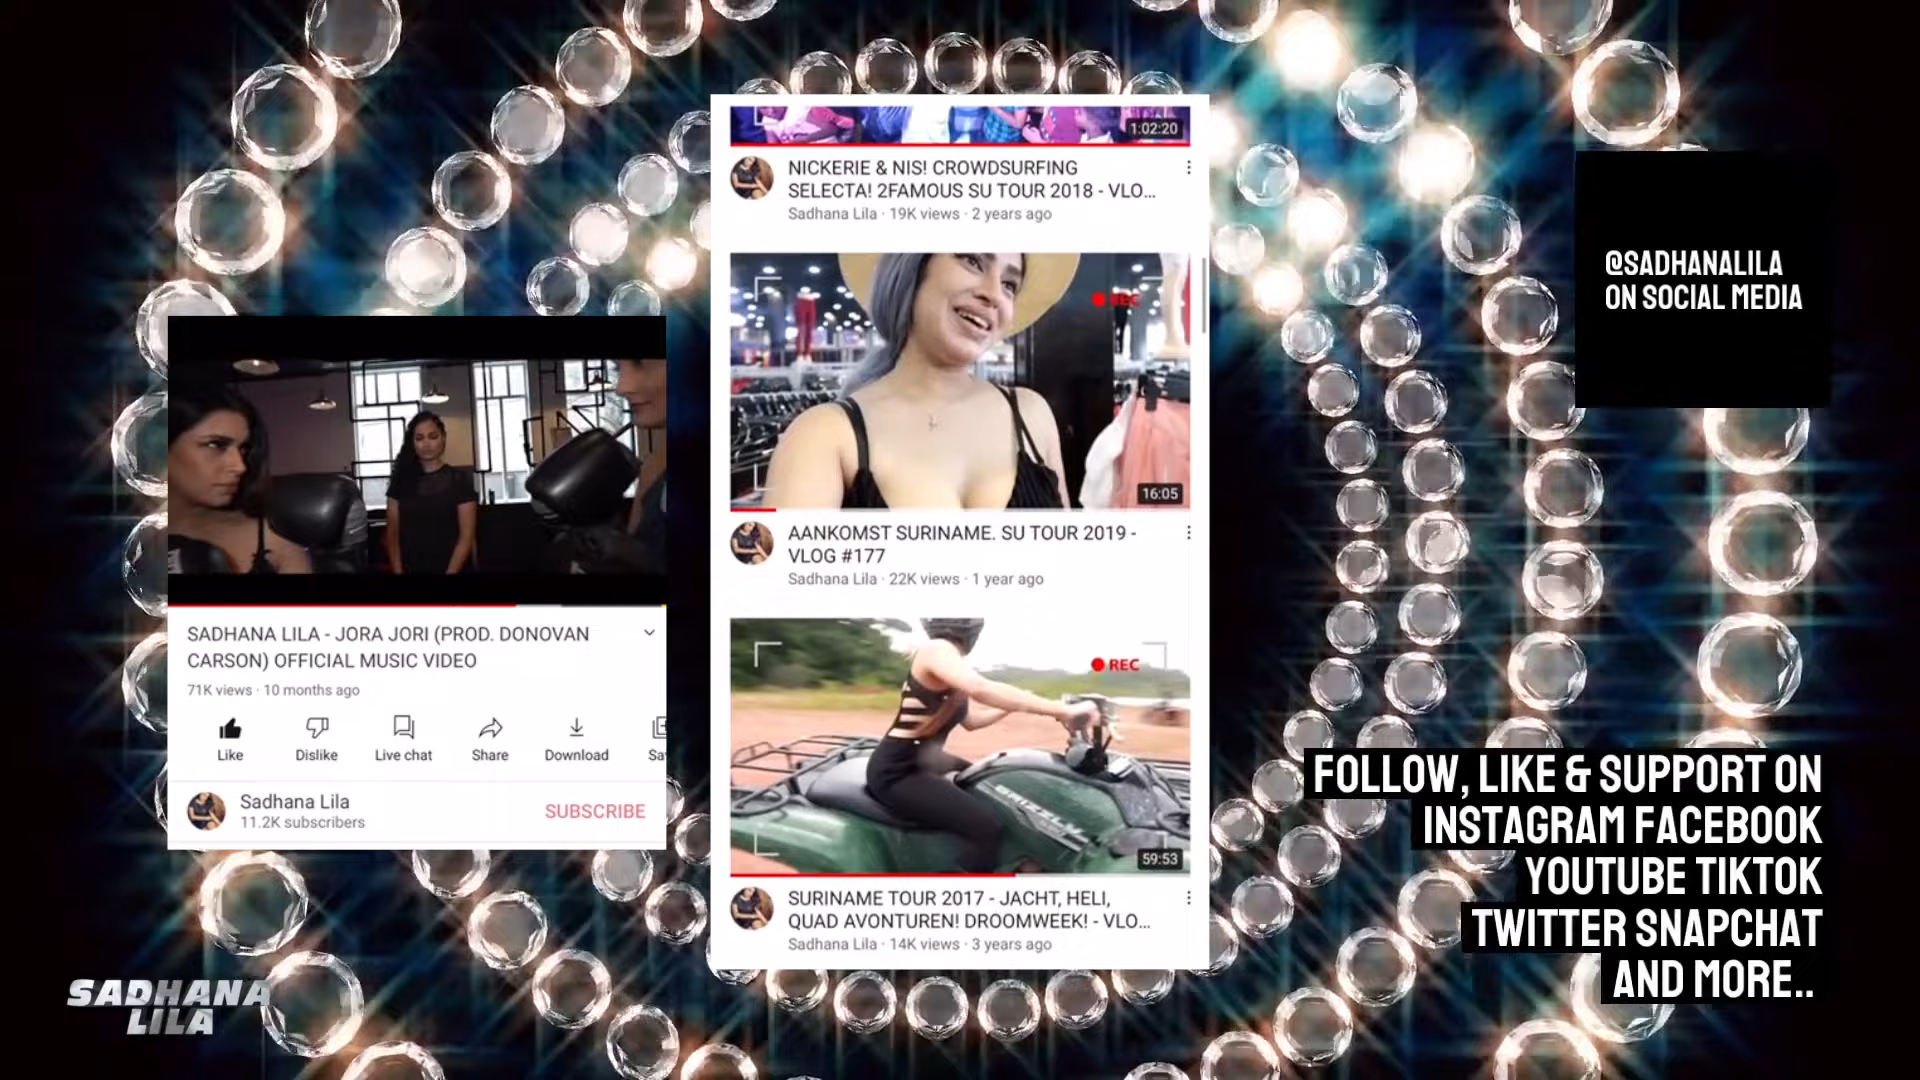 SADHANA LILA - JORA JORI (PROD. DONOVAN
CARSON) OFFICIAL MUSIC VIDEO
71K views · 10 months ago
Like
Dislike
Live chat
Share
Download
Sa
Sadhana Lila
11.2K subscribers
SUBSCRIBE
SADHANA
LILA
1:02:20
NICKERIE & NIS! CROWDSURFING
SELECTA! 2FAMOUS SU TOUR 2018 - VLO...
Sadhana Lila · 19K views · 2 years ago
REC
16:05
AANKOMST SURINAME. SU TOUR 2019 -
VLOG #177
Sadhana Lila · 22K views · 1 year ago
REC
GRIZZLY
59:53
SURINAME TOUR 2017 - JACHT, HELI,
QUAD AVONTUREN! DROOMWEEK! - VLO...
Sadhana Lila · 14K views · 3 years ago
@SADHANALILA
ON SOCIAL MEDIA
FOLLOW, LIKE & SUPPORT ON
INSTAGRAM FACEBOOK
YOUTUBE TIKTOK
TWITTER SNAPCHAT
AND MORE..